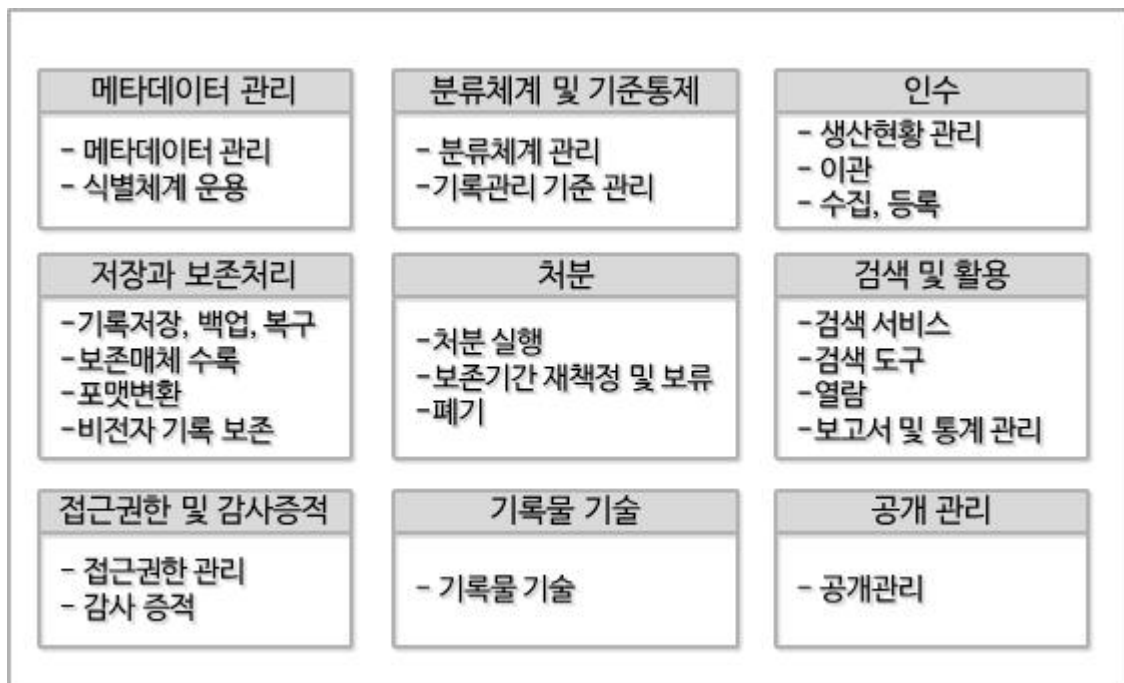 메타데이터 관리
- 메타데이터 관리
- 식별체계 운용
분류체계 및 기준통제
- 분류체계 관리
-기록관리 기준 관리
인수
- 생산현황 관리
- 이관
- 수집, 등록
저장과 보존처리
-기록저장, 백업, 복구
-보존매체 수록
-포맷변환
-비전자 기록 보존
처분
-처분 실행
-보존기간 재책정 및 보류
-폐기
검색 및 활용
-검색 서비스
-검색 도구
-열람
-보고서 및 통계 관리
접근권한 및 감사증적
- 접근권한 관리
- 감사 증적
기록물 기술
- 기록물 기술
공개 관리
- 공개관리